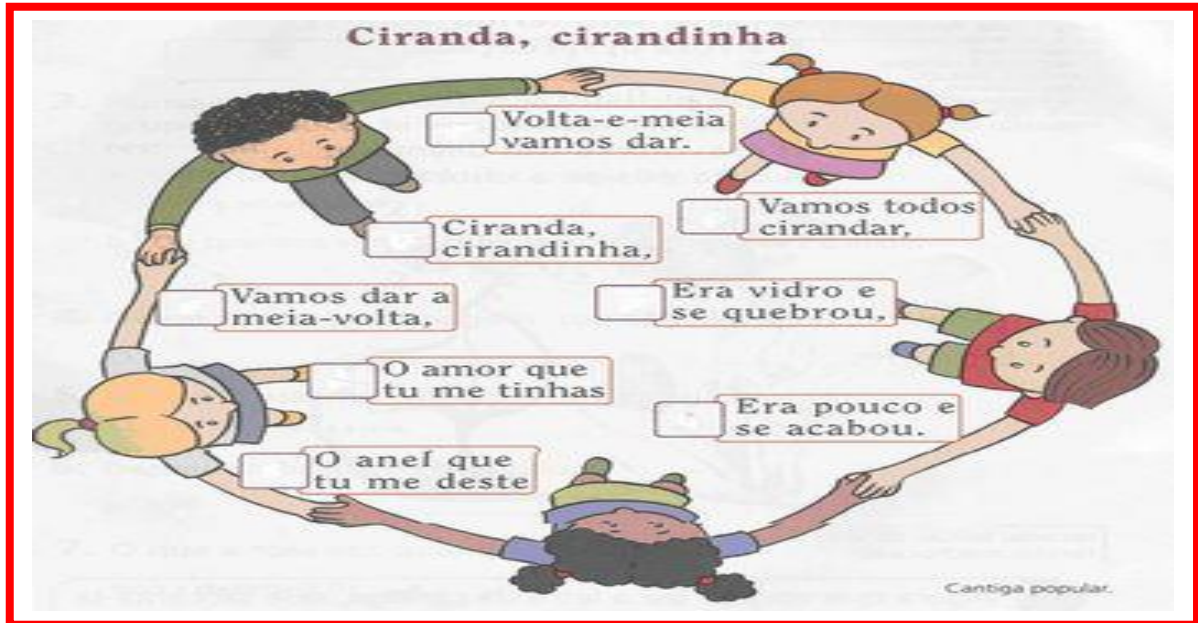 Ciranda, cirandinha
Volta-e-meia
vamos dar.
Vamos todos
cirandar,
Ciranda,
cirandinha,
Vamos dar a
meia-volta,
Era vidro e
se quebrou,
O amor que
tu me tinhas
Era pouco e
se acabou.
O anel que
tu me deste
Cantiga popular.